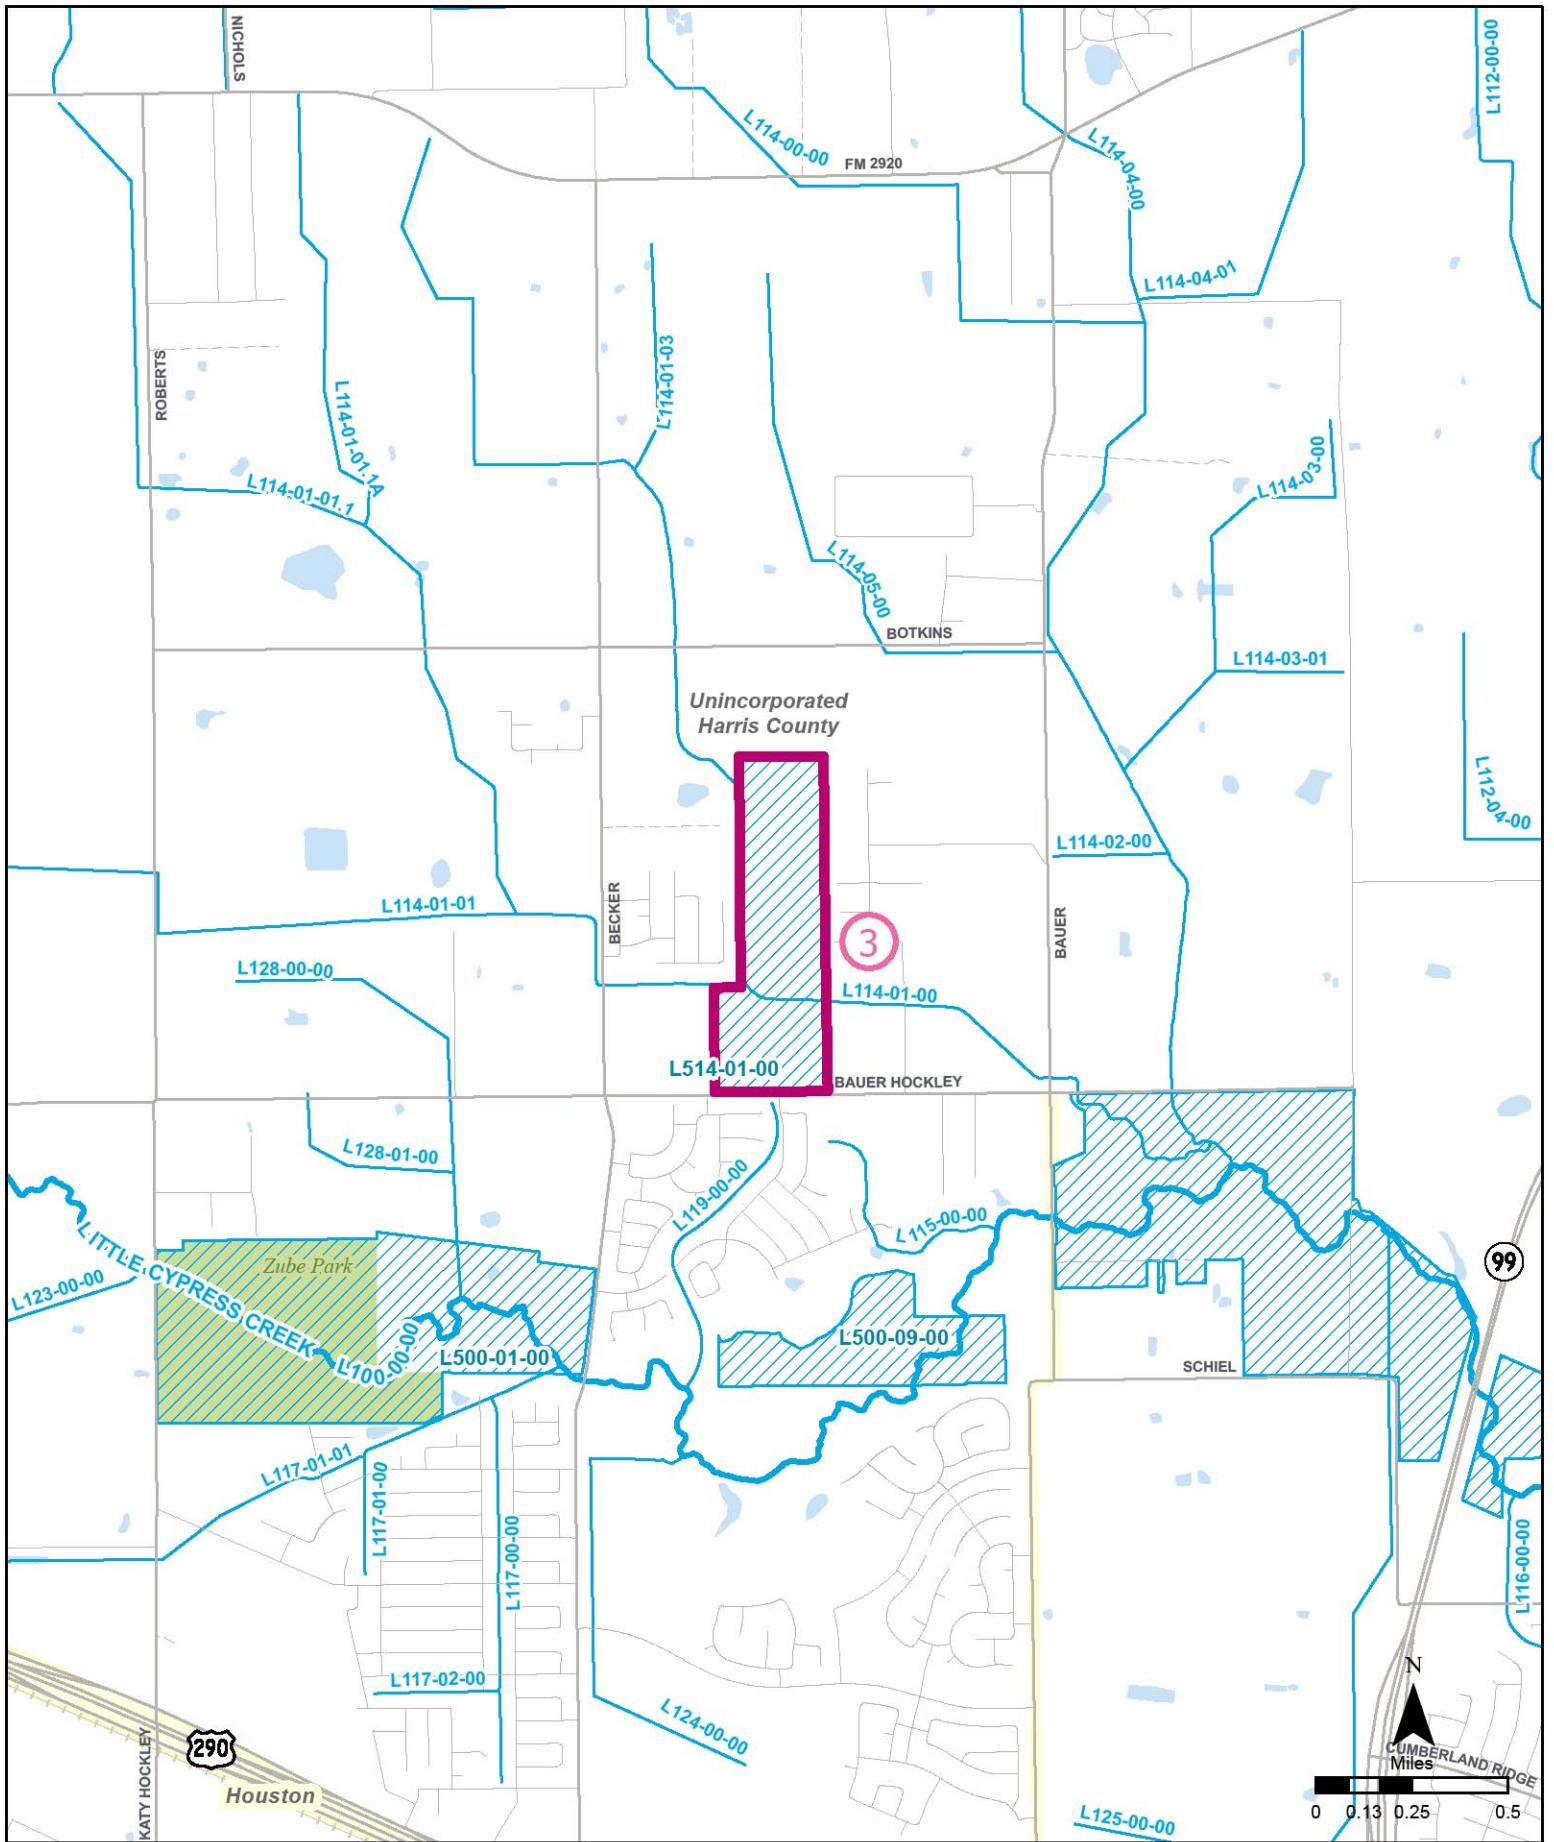 NICHOLS
L112-00-00
L114-00-00
FM 2920
L114-04-00
L114-04-01
ROBERTS
L114-01-03
L114-01-01.1A
L114-01-01.1
L114-03-00
L114-05-00
BOTKINS
L114-03-01
Unincorporated
Harris County
L112-04-00
L114-02-00
BECKER
L114-01-01
BAUER
3
L128-00-00
L114-01-00
L514-01-00
BAUER HOCKLEY
L128-01-00
L119-00-00
L115-00-00
LITTLE CYPRESS CREEK
Zube Park
99
L123-00-00
L100-00-00
L500-01-00
L500-09-00
SCHIEL
L117-01-01
L117-01-00
L117-00-00
L116-00-00
L117-02-00
L124-00-00
N
290
KATY HOCKLEY
Houston
CUMBERLAND RIDGE
Miles
0 0.13 0.25 0.5
L125-00-00